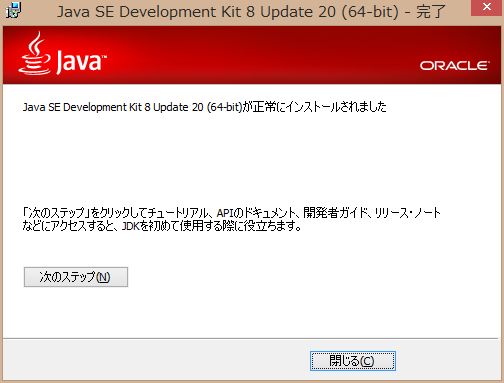 Java SE Development Kit 8 Update 20 (64-bit) - 完了
Java™
ORACLE
Java SE Development Kit 8 Update 20 (64-bit)が正常にインストールされました
「次のステップ」をクリックしてチュートリアル、APIのドキュメント、開発者ガイド、リリース・ノート
などにアクセスすると、JDKを初めて使用する際に役立ちます。
次のステップ(N)
閉じる(C)